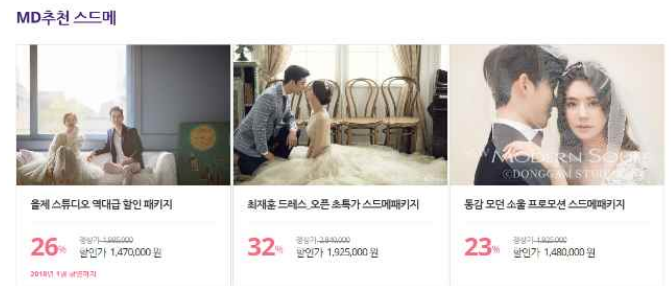 MD추천 스드메
MODERN SOUL
©DONGGAM STUDIO
올제 스튜디오 역대급 할인 패키지
26%
정상가 1,985,000
할인가 1,470,000 원
최재훈 드레스_오픈 초특가 스드메패키지
32%
정상가 2,840,000
할인가 1,925,000 원
동감 모던 소울 프로모션 스드메패키지
23%
정상가 1,920,000
할인가 1,480,000 원